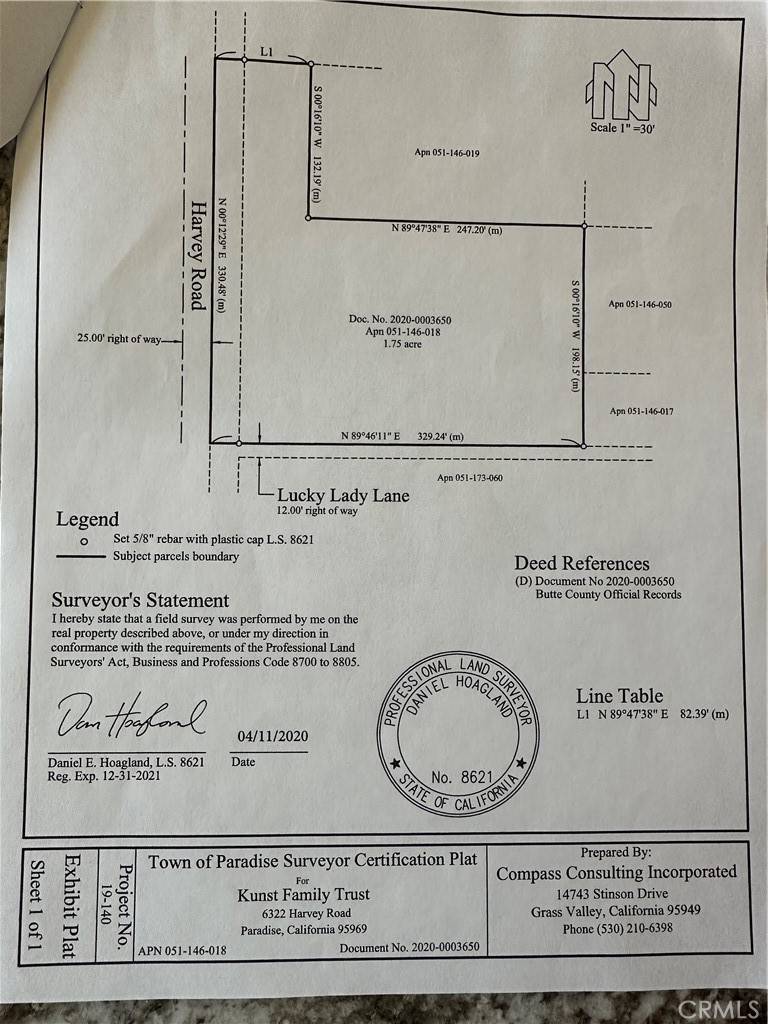 L1
Scale 1" =30'
S 00°16'10" W 132.19' (m)
Apn 051-146-019
N 89°47'38" E 247.20' (m)
Harvey Road
N 00°12'29" E 330.48' (m)
S 00°16'10" W 198.15' (m)
Apn 051-146-050
Doc. No. 2020-0003650
Apn 051-146-018
1.75 acre
25.00' right of way
Apn 051-146-017
N 89°46'11" E 329.24' (m)
Apn 051-173-060
Lucky Lady Lane
12.00' right of way
Legend
Set 5/8" rebar with plastic cap L.S. 8621
Subject parcels boundary
Deed References
(D) Document No 2020-0003650
Butte County Official Records
Surveyor's Statement
I hereby state that a field survey was performed by me on the
real property described above, or under my direction in
conformance with the requirements of the Professional Land
Surveyors' Act, Business and Professions Code 8700 to 8805.
Dan Hoagland
04/11/2020
Daniel E. Hoagland, L.S. 8621
Date
Reg. Exp. 12-31-2021
PROFESSIONAL LAND SURVEYOR
DANIEL HOAGLAND
No. 8621
STATE OF CALIFORNIA
Line Table
L1 N 89°47'38" E 82.39' (m)
Exhibit Plat
Sheet 1 of 1
Project No.
19-140
Town of Paradise Surveyor Certification Plat
For
Kunst Family Trust
6322 Harvey Road
Paradise, California 95969
APN 051-146-018
Document No. 2020-0003650
Prepared By:
Compass Consulting Incorporated
14743 Stinson Drive
Grass Valley, California 95949
Phone (530) 210-6398
CRMLS